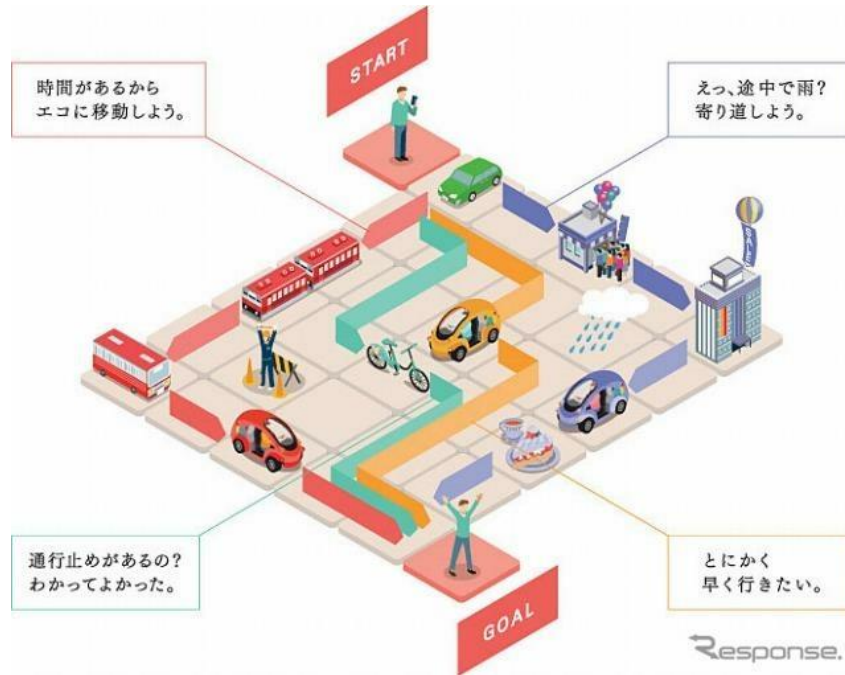 START
時間があるから
エコに移動しよう。
えっ、途中で雨?
寄り道しよう。
SALE
通行止めがあるの?
わかってよかった。
とにかく
早く行きたい。
GOAL
Response.